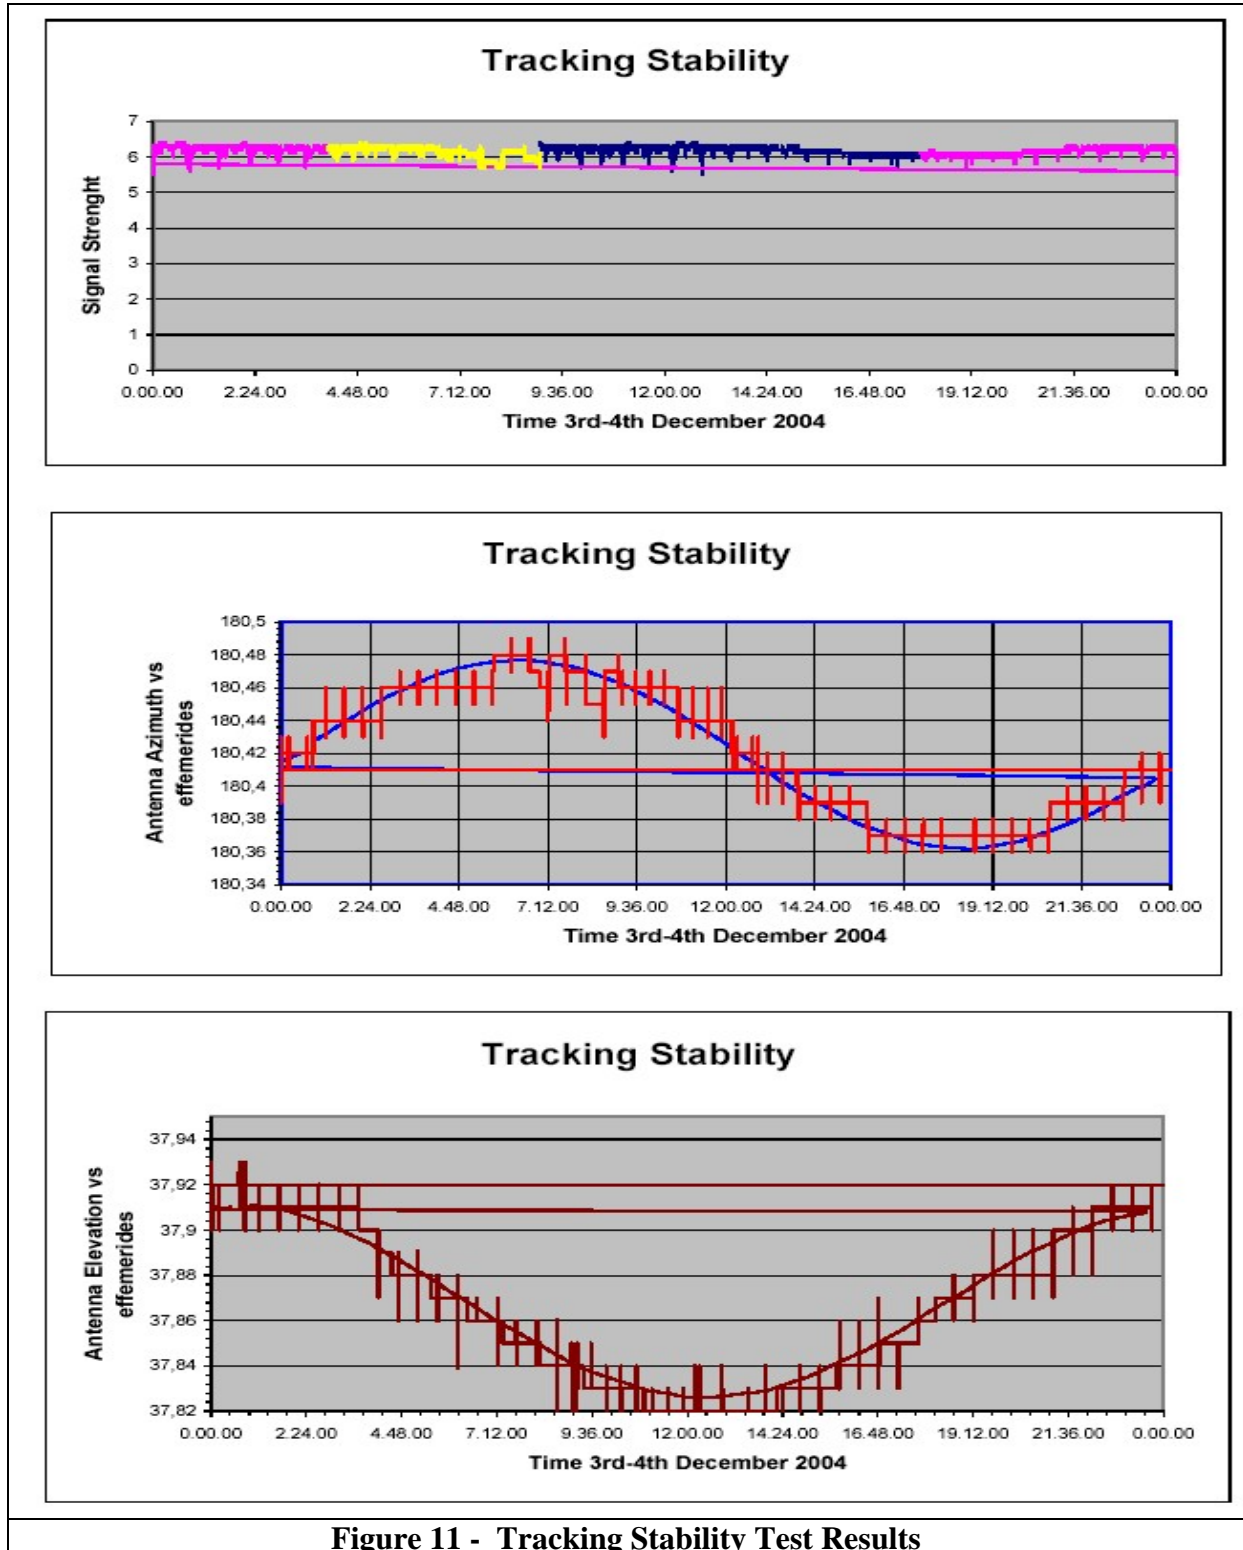 Tracking Stability
7
6
5
4
3
2
1
0
Signal Strenght
0.00.00 2.24.00 4.48.00 7.12.00 9.36.00 12.00.00 14.24.00 16.48.00 19.12.00 21.36.00 0.00.00
Time 3rd-4th December 2004
Tracking Stability
180,5
180,48
180,46
180,44
180,42
180,4
180,38
180,36
180,34
Antenna Azimuth vs
effemerides
0.00.00 2.24.00 4.48.00 7.12.00 9.36.00 12.00.00 14.24.00 16.48.00 19.12.00 21.36.00 0.00.00
Time 3rd-4th December 2004
Tracking Stability
37,94
37,92
37,9
37,88
37,86
37,84
37,82
Antenna Elevation vs
effemerides
0.00.00 2.24.00 4.48.00 7.12.00 9.36.00 12.00.00 14.24.00 16.48.00 19.12.00 21.36.00 0.00.00
Time 3rd-4th December 2004
Figure 11 - Tracking Stability Test Results